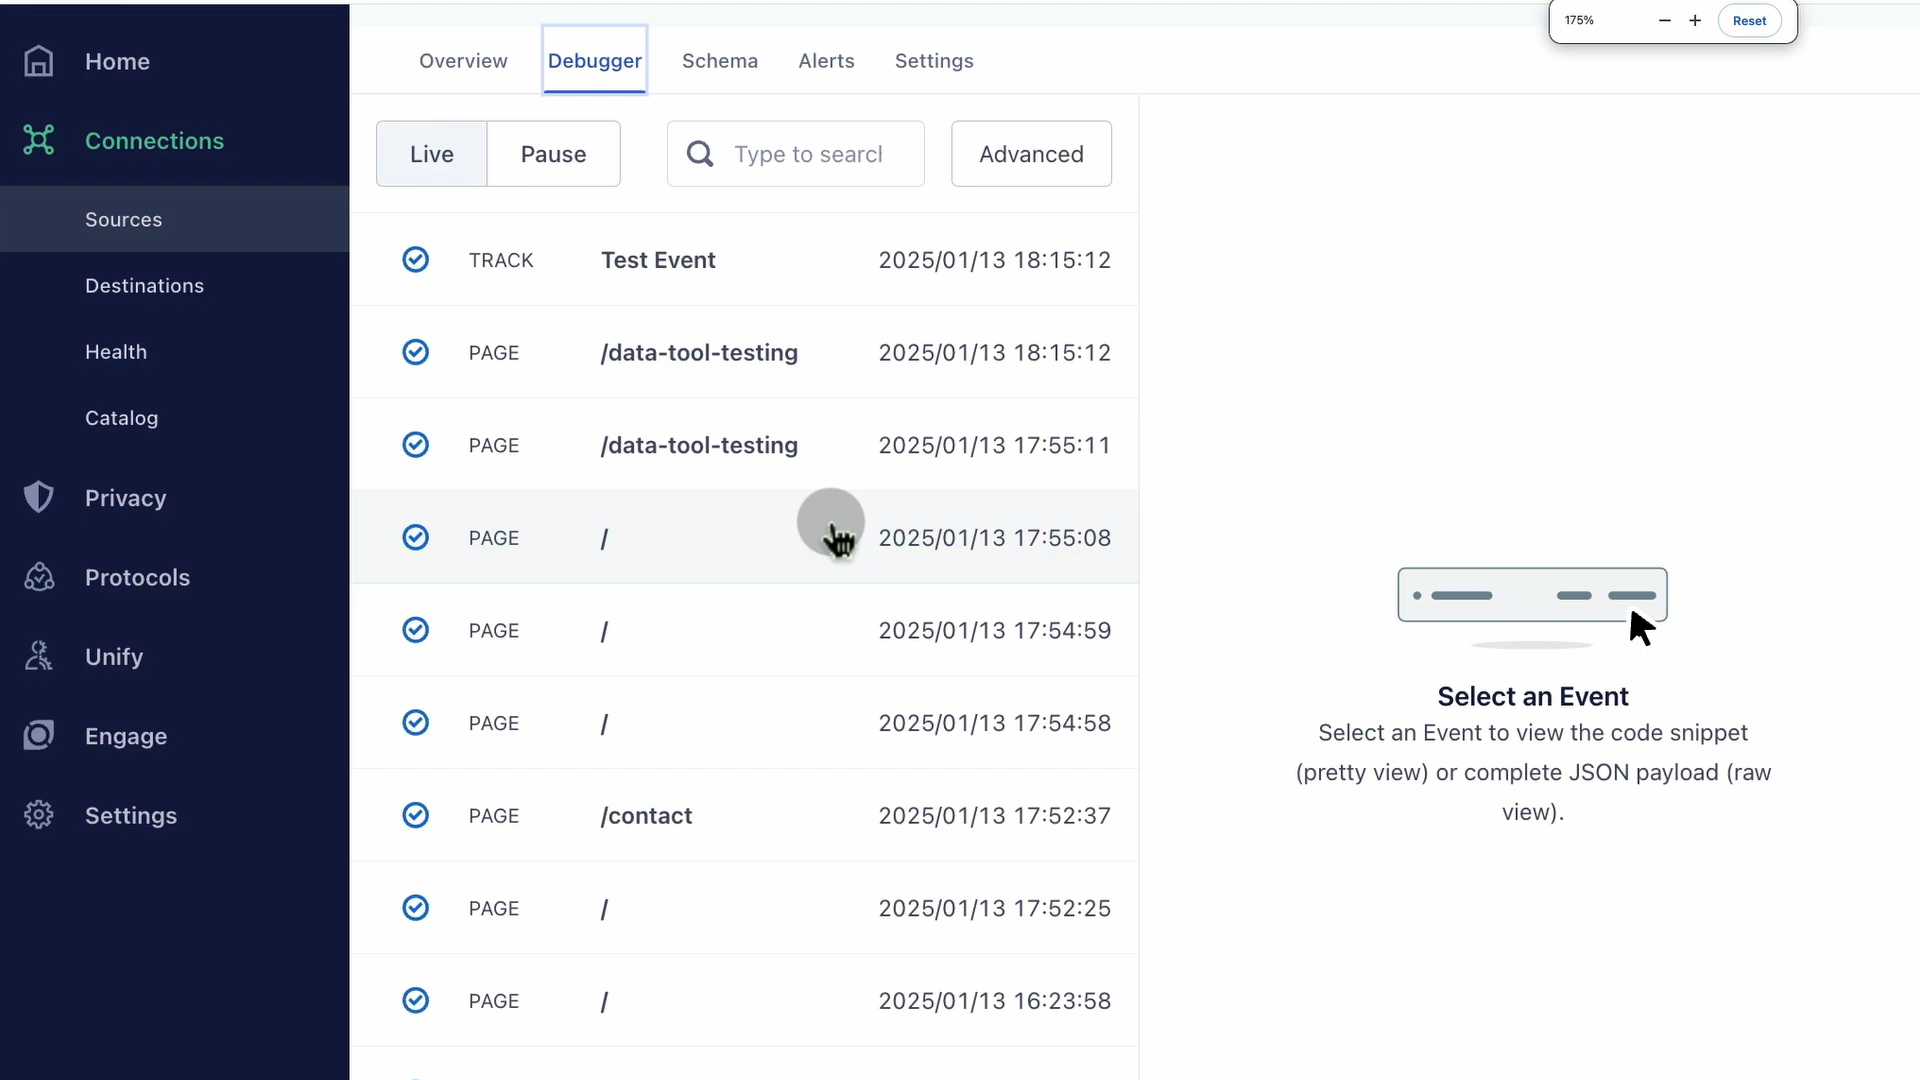 175%
Reset
Home
Connections
Sources
Destinations
Health
Catalog
Privacy
Protocols
Unify
Engage
Settings
Overview
Debugger
Schema
Alerts
Settings
Live
Pause
Type to searcl
Advanced
TRACK Test Event 2025/01/13 18:15:12
PAGE /data-tool-testing 2025/01/13 18:15:12
PAGE /data-tool-testing 2025/01/13 17:55:11
PAGE / 2025/01/13 17:55:08
PAGE / 2025/01/13 17:54:59
PAGE / 2025/01/13 17:54:58
PAGE /contact 2025/01/13 17:52:37
PAGE / 2025/01/13 17:52:25
PAGE / 2025/01/13 16:23:58
Select an Event
Select an Event to view the code snippet
(pretty view) or complete JSON payload (raw
view).